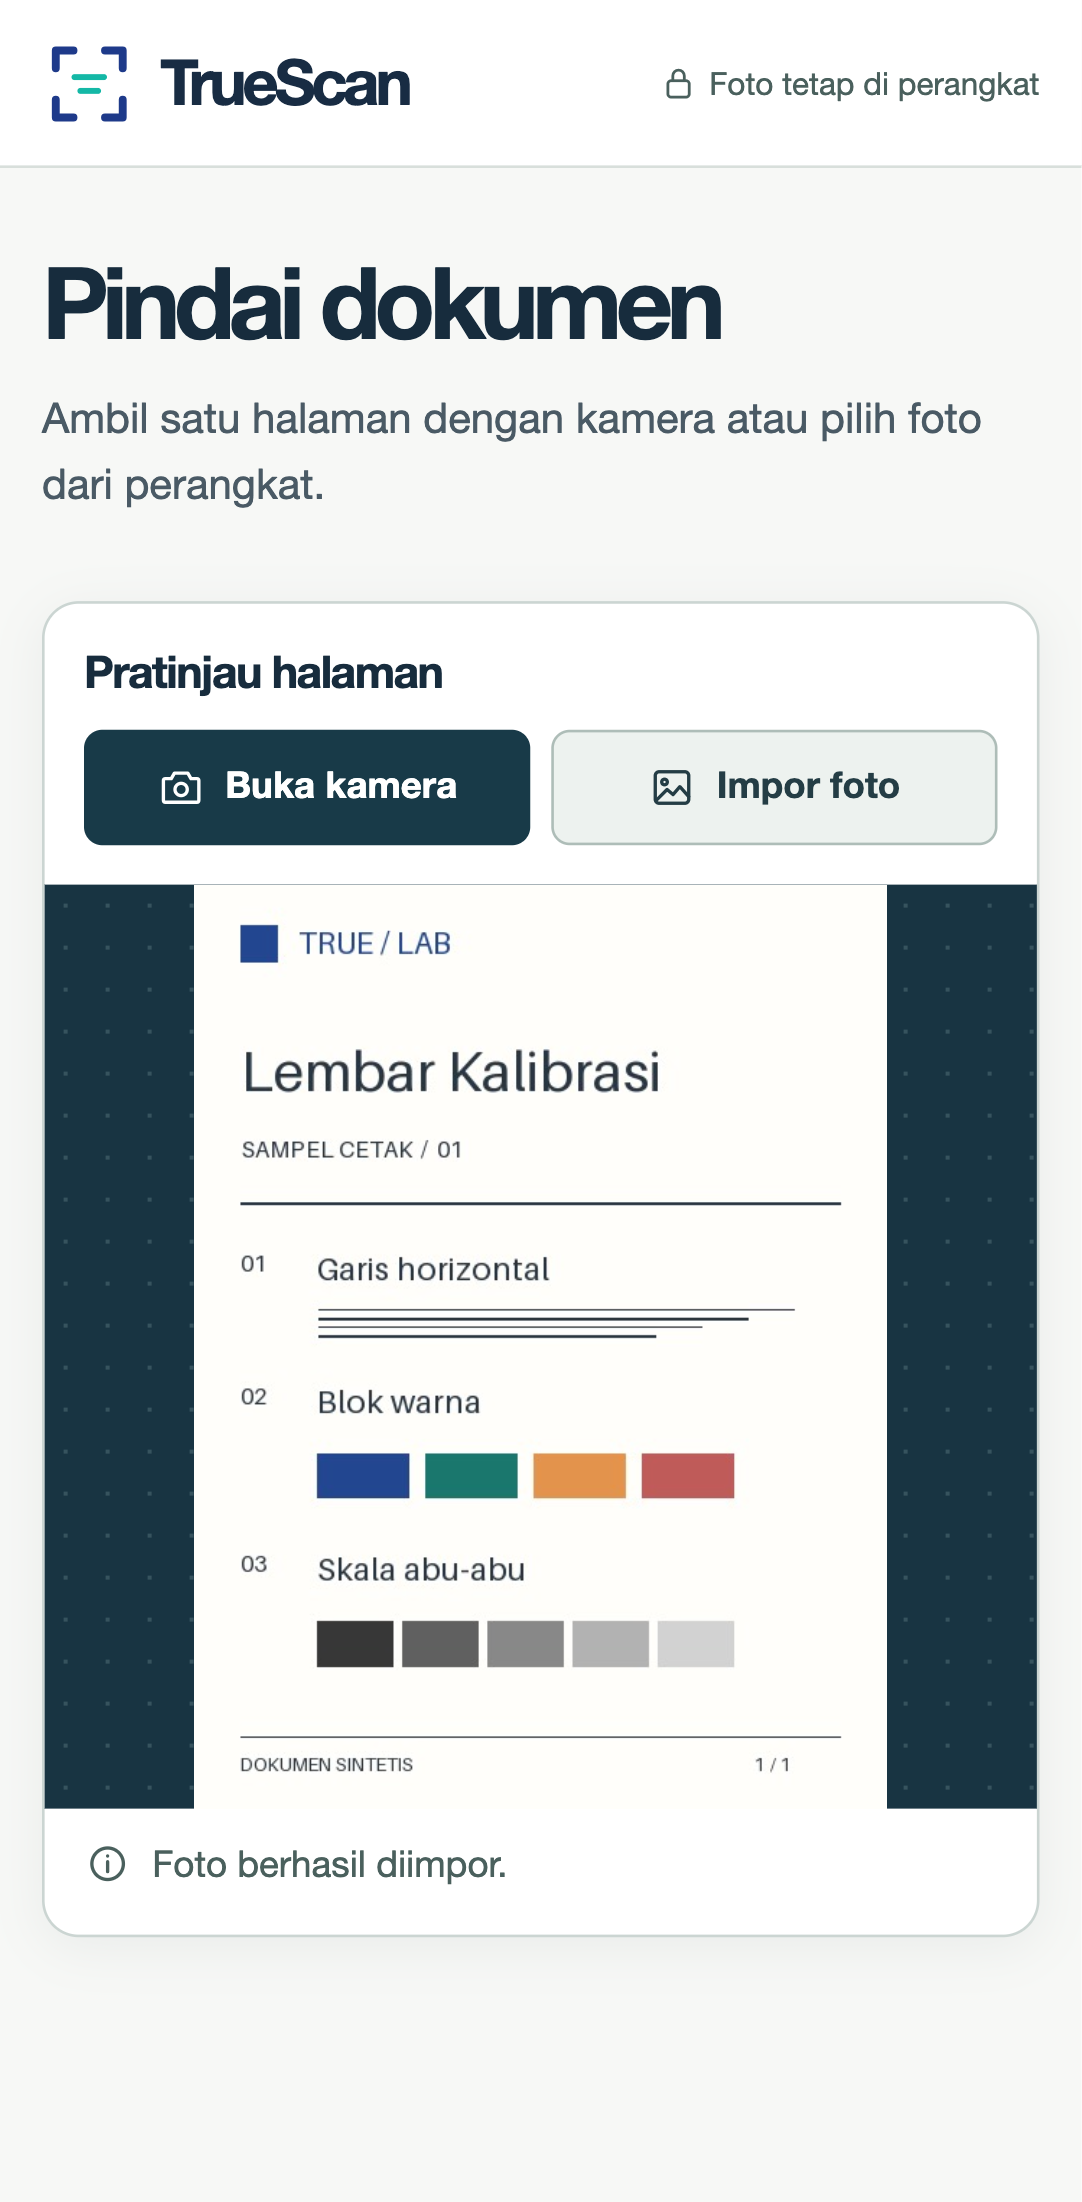 TrueScan
Foto tetap di perangkat
Pindai dokumen
Ambil satu halaman dengan kamera atau pilih foto
dari perangkat.
Pratinjau halaman
Buka kamera
Impor foto
TRUE / LAB
Lembar Kalibrasi
SAMPEL CETAK / 01
01 Garis horizontal
02 Blok warna
03 Skala abu-abu
DOKUMEN SINTETIS 1 / 1
Foto berhasil diimpor.